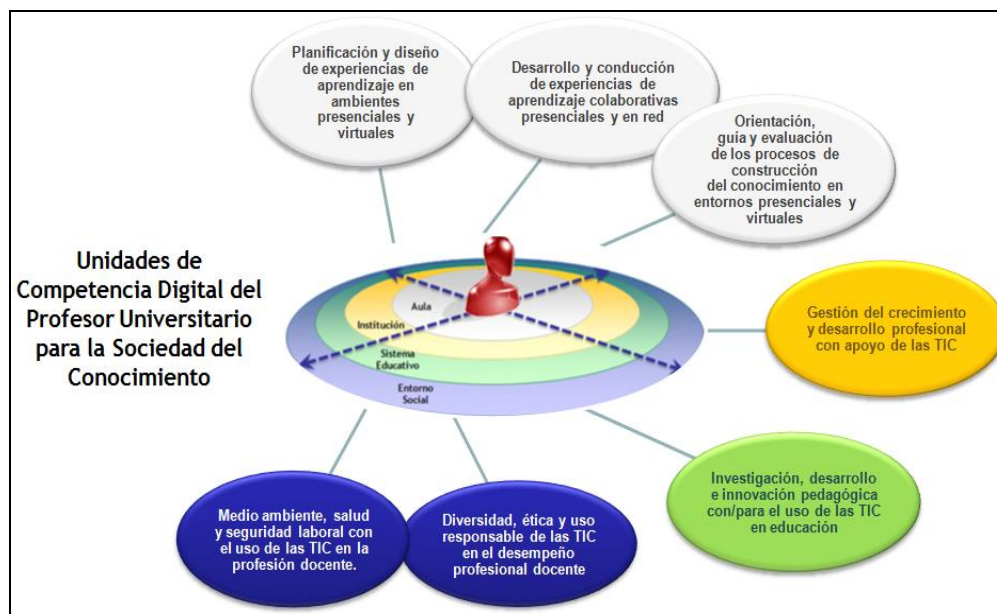 Planificación y diseño
de experiencias de
aprendizaje en
ambientes
presenciales y
virtuales
Desarrollo y conducción
de experiencias de
aprendizaje colaborativas
presenciales y en red
Orientación,
guía y evaluación
de los procesos de
construcción
del conocimiento en
entornos presenciales y
virtuales
Unidades de
Competencia Digital del
Profesor Universitario
para la Sociedad del
Conocimiento
Aula
Institución
Sistema
Educativo
Entorno
Social
Gestión del crecimiento
y desarrollo profesional
con apoyo de las TIC
Investigación, desarrollo
e innovación pedagógica
con/para el uso de las TIC
en educación
Medio ambiente, salud
y seguridad laboral con
el uso de las TIC en la
profesión docente.
Diversidad, ética y uso
responsable de las TIC
en el desempeño
profesional docente